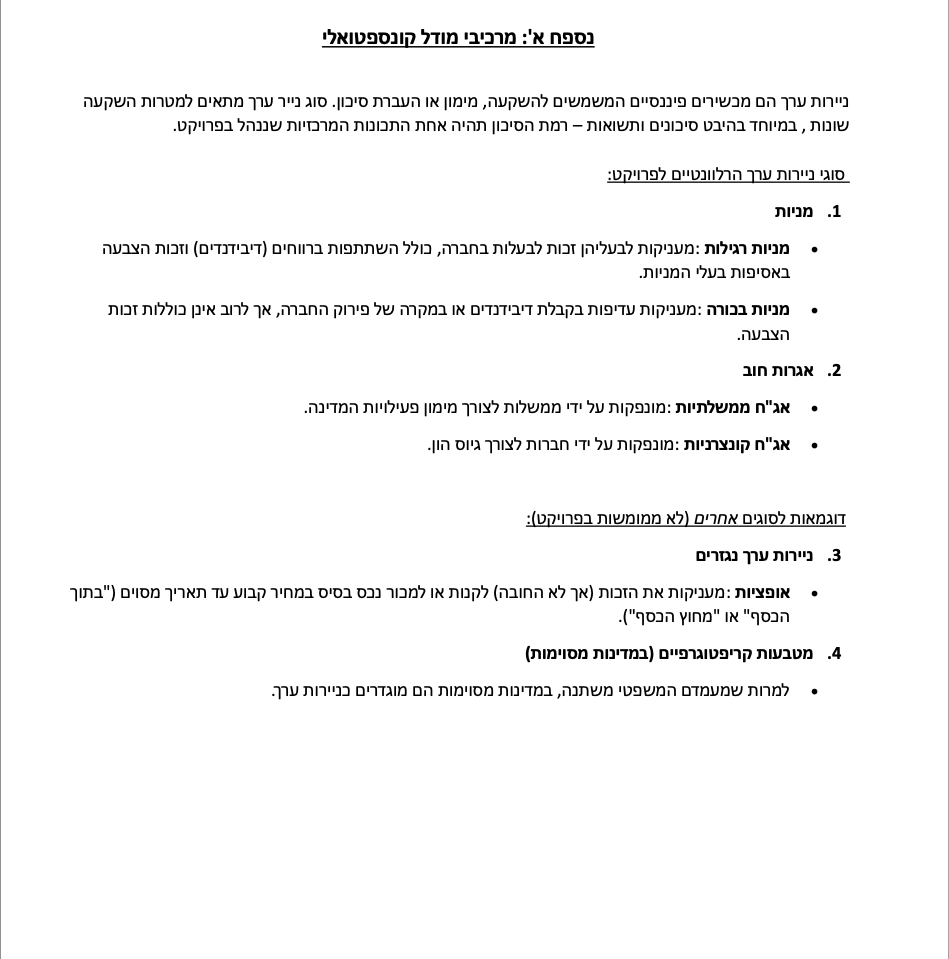 נספח א': מרכיבי מודל קונספטואלי
ניירות ערך הם מכשירים פיננסיים המשמשים להשקעה, מימון או העברת סיכון. סוג נייר ערך מתאים למטרות השקעה
שונות , במיוחד בהיבט סיכונים ותשואות – רמת הסיכון תהיה אחת התכונות המרכזיות שננהל בפרויקט.
סוגי ניירות ערך הרלוונטיים לפרויקט:
1. מניות
• מניות רגילות :מעניקות לבעליהן זכות לבעלות בחברה, כולל השתתפות ברווחים (דיבידנדים) וזכות הצבעה
באסיפות בעלי המניות.
• מניות בכורה :מעניקות עדיפות בקבלת דיבידנדים או במקרה של פירוק החברה, אך לרוב אינן כוללות זכות
הצבעה.
2. אגרות חוב
• אג"ח ממשלתיות :מונפקות על ידי ממשלות לצורך מימון פעילויות המדינה.
• אג"ח קונצרניות :מונפקות על ידי חברות לצורך גיוס הון.
דוגמאות לסוגים אחרים (לא ממומשות בפרויקט):
3. ניירות ערך נגזרים
• אופציות :מעניקות את הזכות (אך לא החובה) לקנות או למכור נכס בסיס במחיר קבוע עד תאריך מסוים ("בתוך
הכסף" או "מחוץ הכסף").
4. מטבעות קריפטוגרפיים (במדינות מסוימות)
• למרות שמעמדם המשפטי משתנה, במדינות מסוימות הם מוגדרים כניירות ערך.